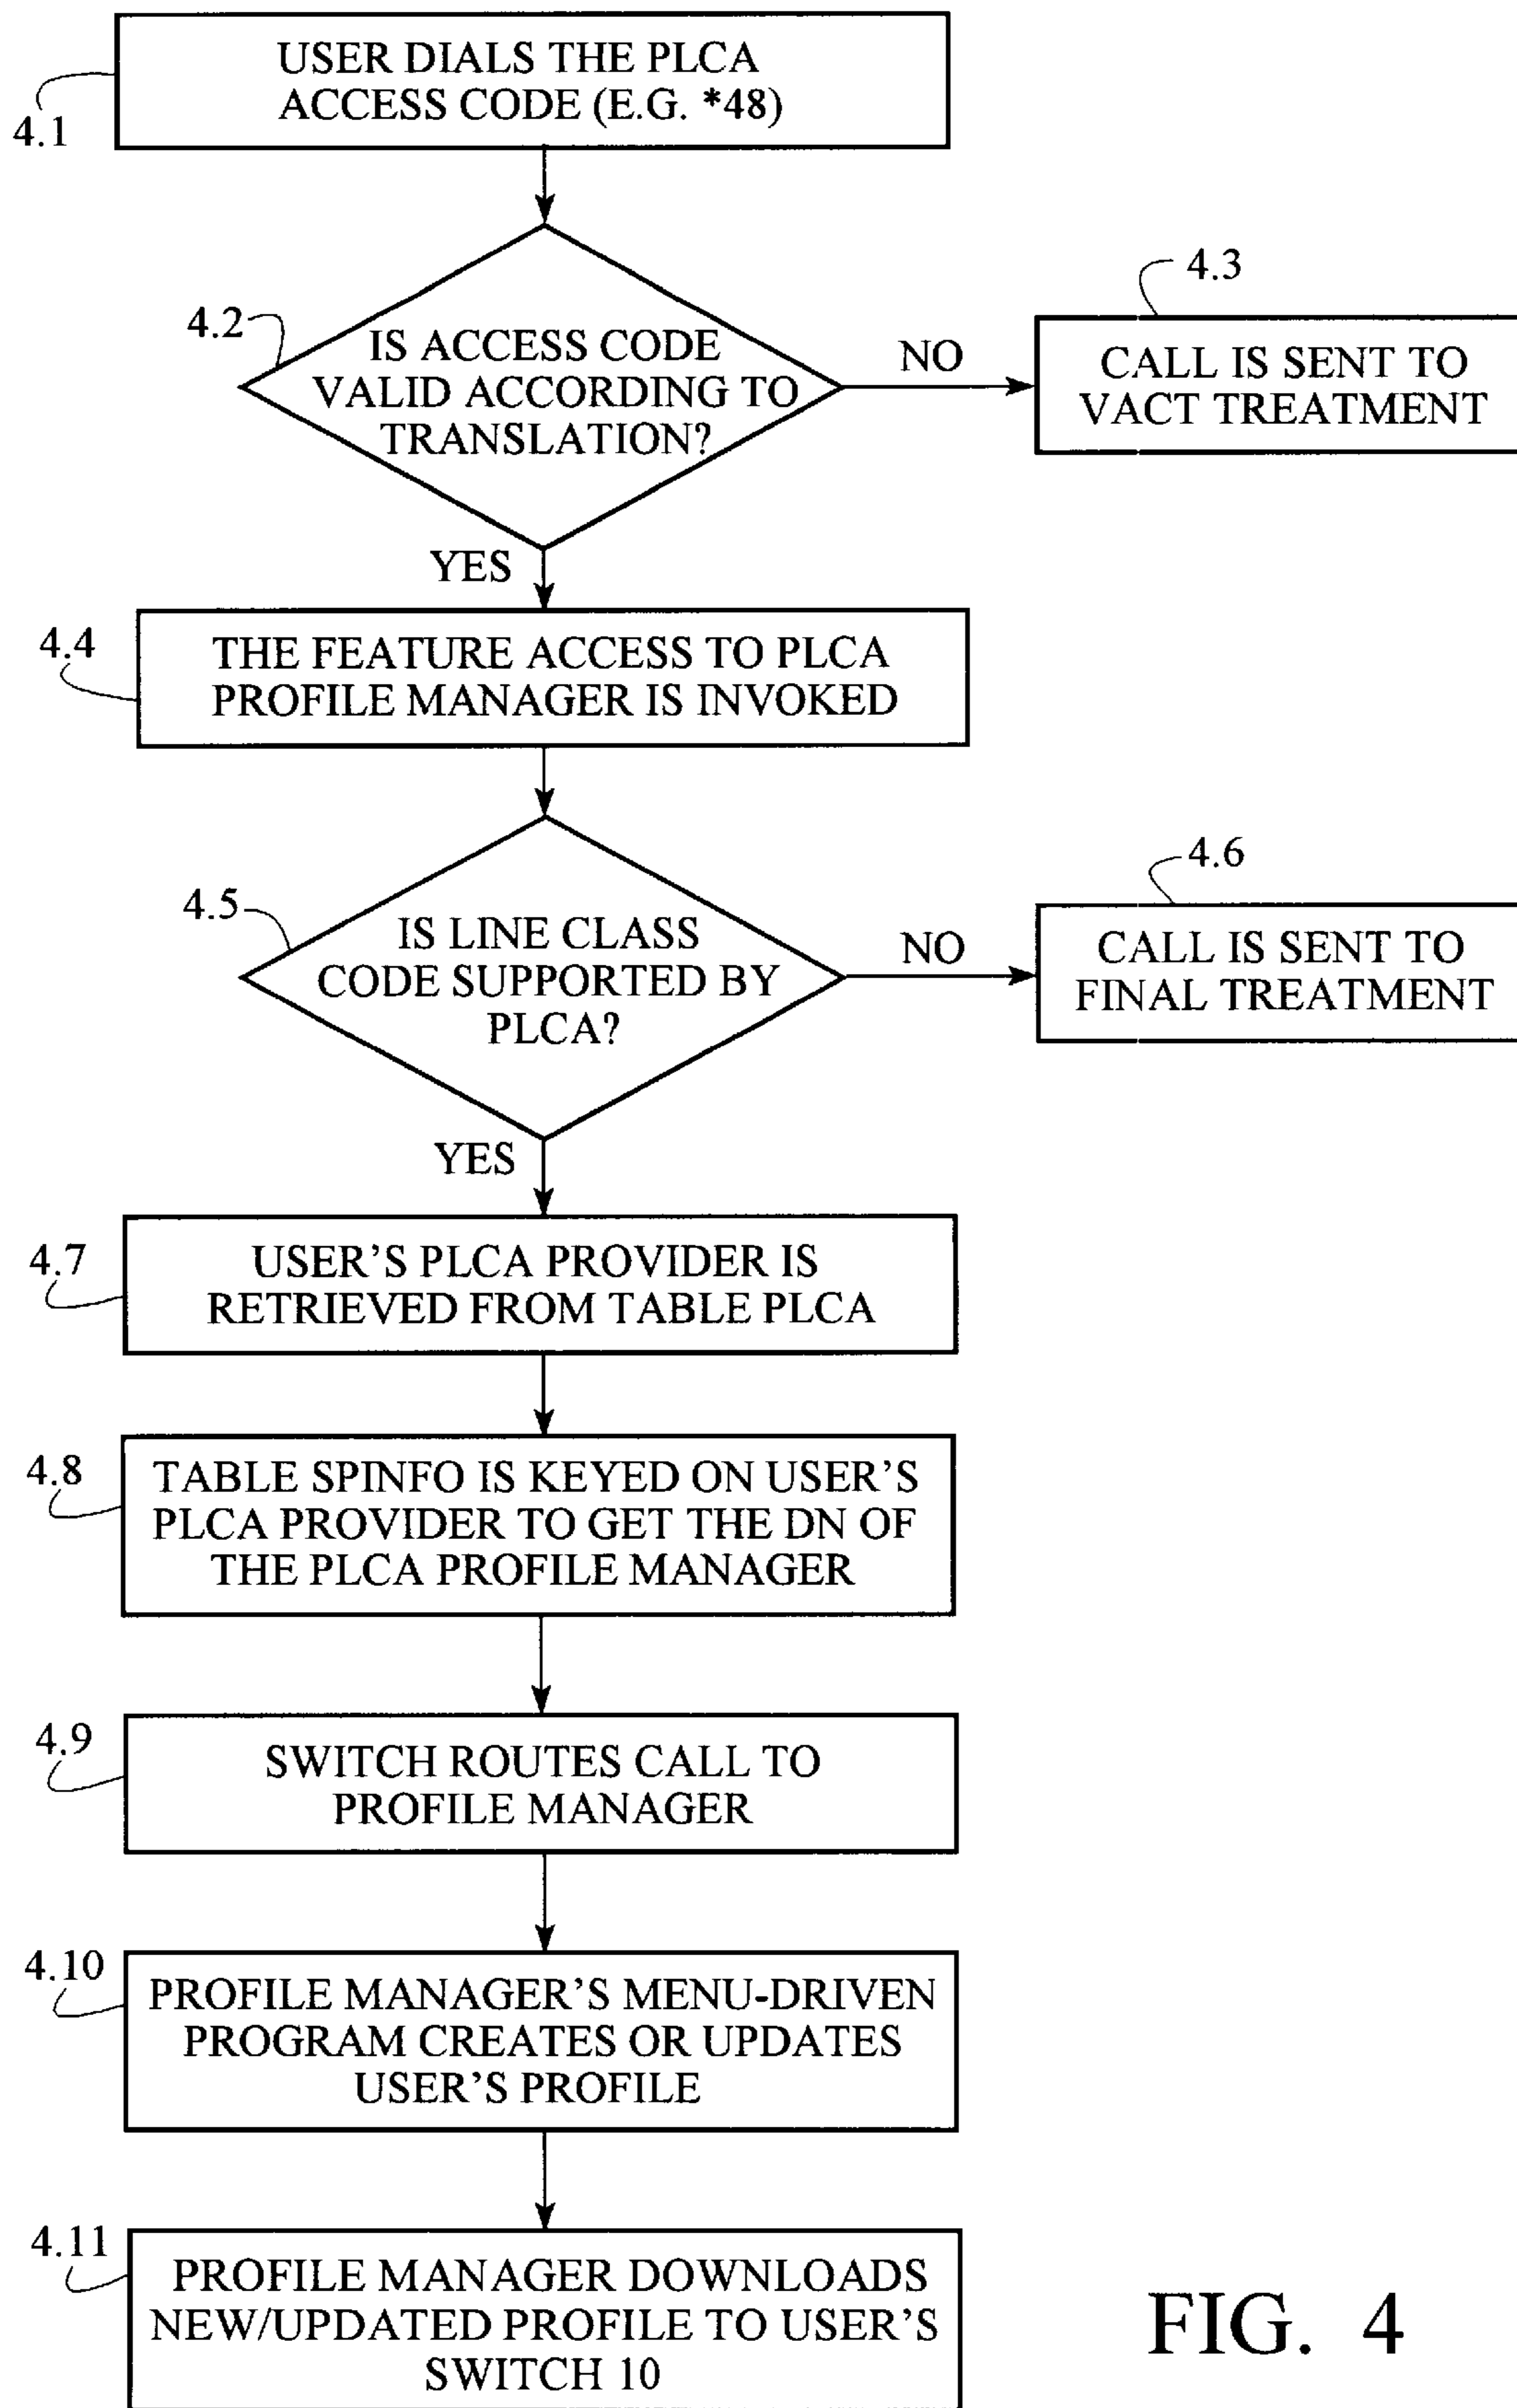 USER DIALS THE PLCA
ACCESS CODE (E.G. *48)
4.1
4.2
IS ACCESS CODE
VALID ACCORDING TO
TRANSLATION?
NO
4.3
CALL IS SENT TO
VACT TREATMENT
YES
4.4
THE FEATURE ACCESS TO PLCA
PROFILE MANAGER IS INVOKED
4.5
IS LINE CLASS
CODE SUPPORTED BY
PLCA?
NO
4.6
CALL IS SENT TO
FINAL TREATMENT
YES
4.7
USER'S PLCA PROVIDER IS
RETRIEVED FROM TABLE PLCA
4.8
TABLE SPINFO IS KEYED ON USER'S
PLCA PROVIDER TO GET THE DN OF
THE PLCA PROFILE MANAGER
4.9
SWITCH ROUTES CALL TO
PROFILE MANAGER
4.10
PROFILE MANAGER'S MENU-DRIVEN
PROGRAM CREATES OR UPDATES
USER'S PROFILE
4.11
PROFILE MANAGER DOWNLOADS
NEW/UPDATED PROFILE TO USER'S
SWITCH 10
FIG. 4